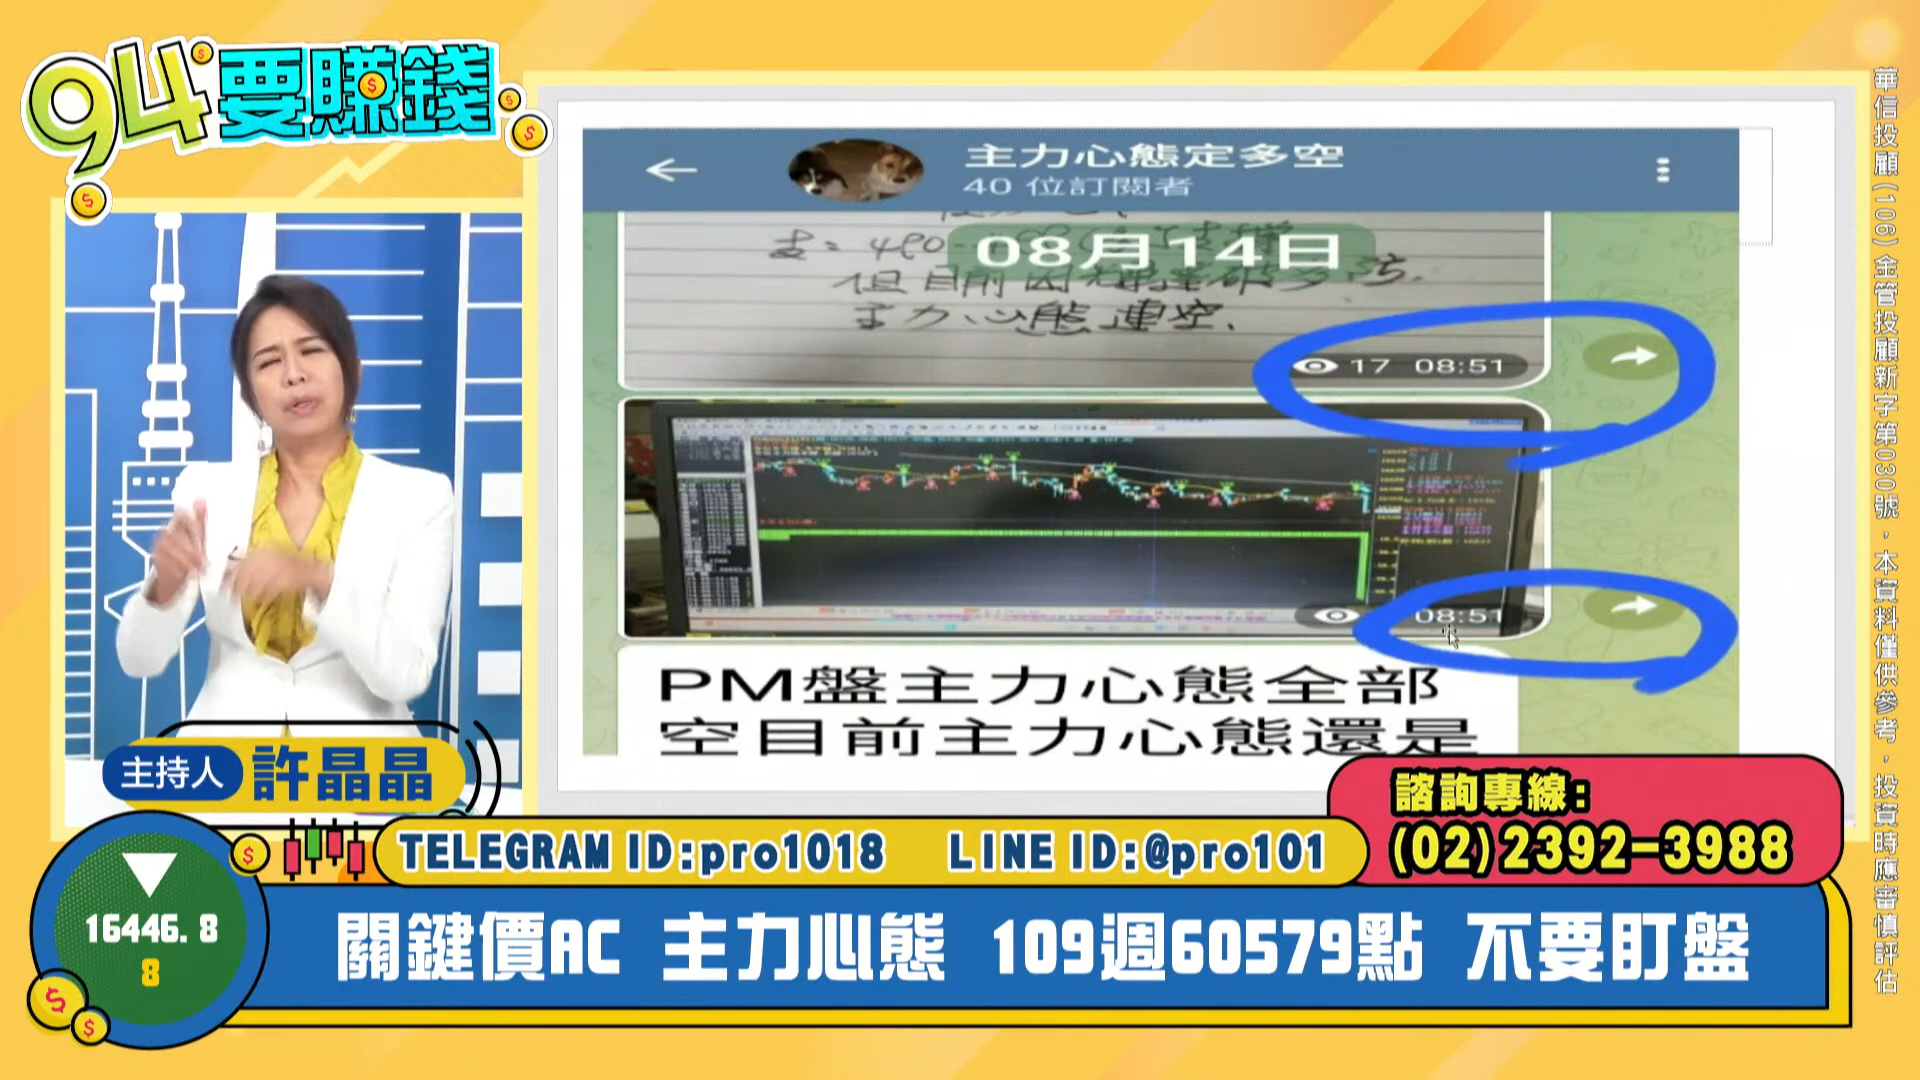 94要賺錢
主力心態定多空
40 位訂閱者
08月14日
但目前因
主力心態連空.
17 08:51
08:51
PM盤主力心態全部
空目前主力心態還是
主持人 許晶晶
諮詢專線:
(02)2392-3988
TELEGRAM ID:pro1018 LINE ID:@pro101
16446.8
8
關鍵價AC 主力心態 109週60579點 不要盯盤
華信投顧(106)金管投顧新字第030號，本資料僅供參考，投資時應審慎評估